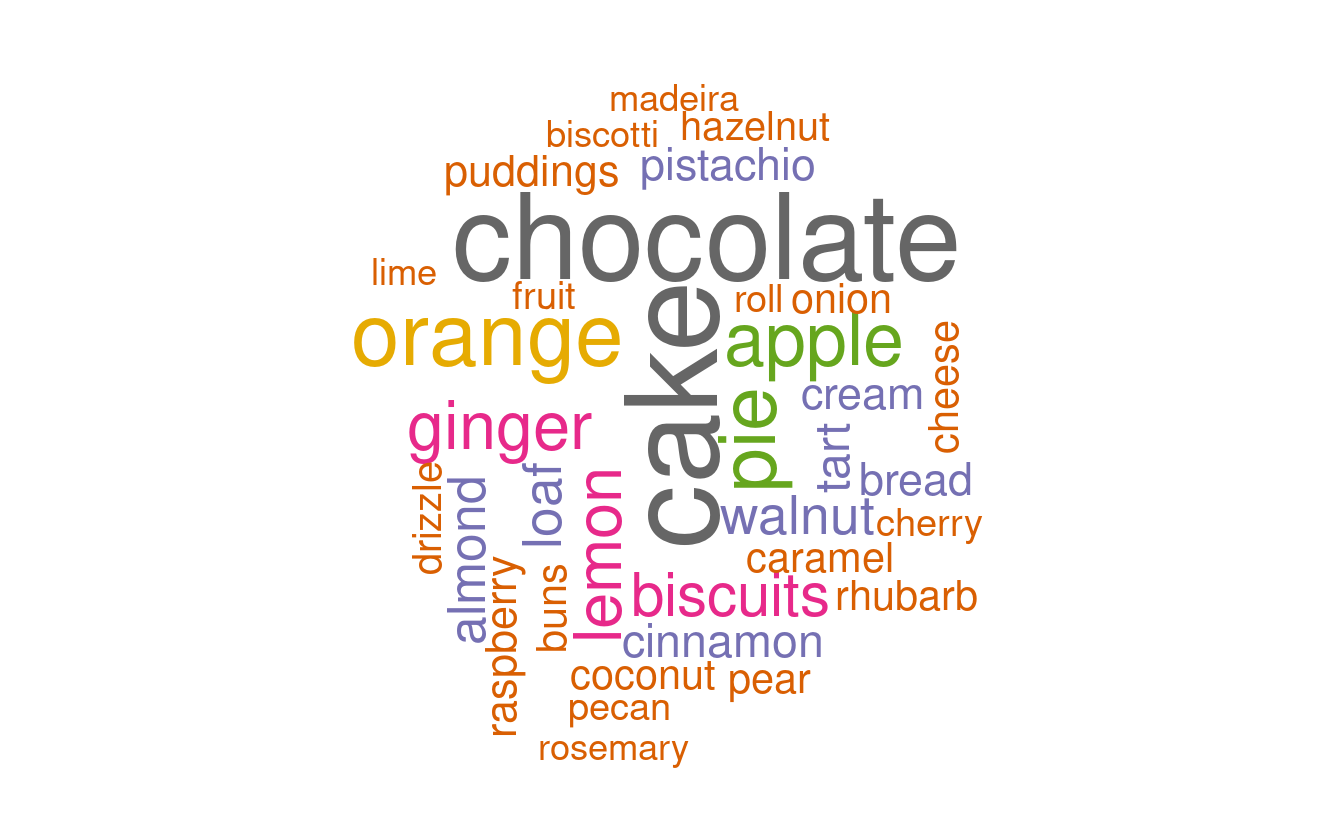 madeira
biscotti
hazelnut
puddings
pistachio
chocolate
lime
fruit
roll
onion
orange
cake
apple
cheese
cream
pie
ginger
tart
bread
drizzle
almond
loaf
lemon
walnut
cherry
caramel
raspberry
buns
biscuits
rhubarb
cinnamon
coconut
pear
pecan
rosemary